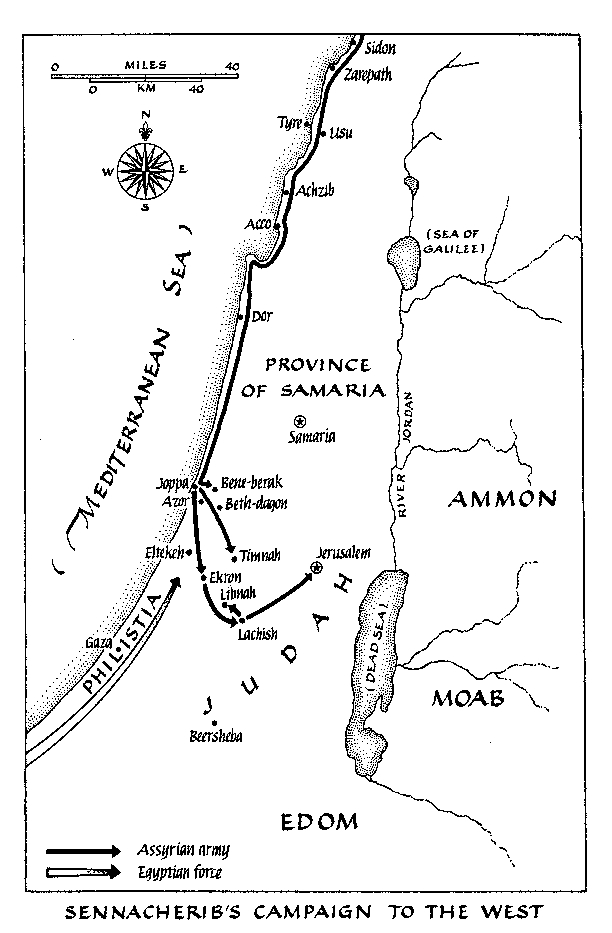 0 MILES 40
0 KM 40
N
W E
S
Sidon
Zarepath
Tyre
Usu
Achzib
Acco
(SEA OF
GALILEE)
Dor
(MEDITERRANEAN SEA)
PROVINCE
OF SAMARIA
Samaria
RIVER JORDAN
Joppa
Bene-berak
Azor
Beth-dagon
AMMON
Eltekeh
Timnah
Jerusalem
Ekron
Libnah
Lachish
PHILISTIA
Gaza
JUDAH
(DEAD SEA)
MOAB
Beersheba
EDOM
Assyrian army
Egyptian force
SENNACHERIB'S CAMPAIGN TO THE WEST